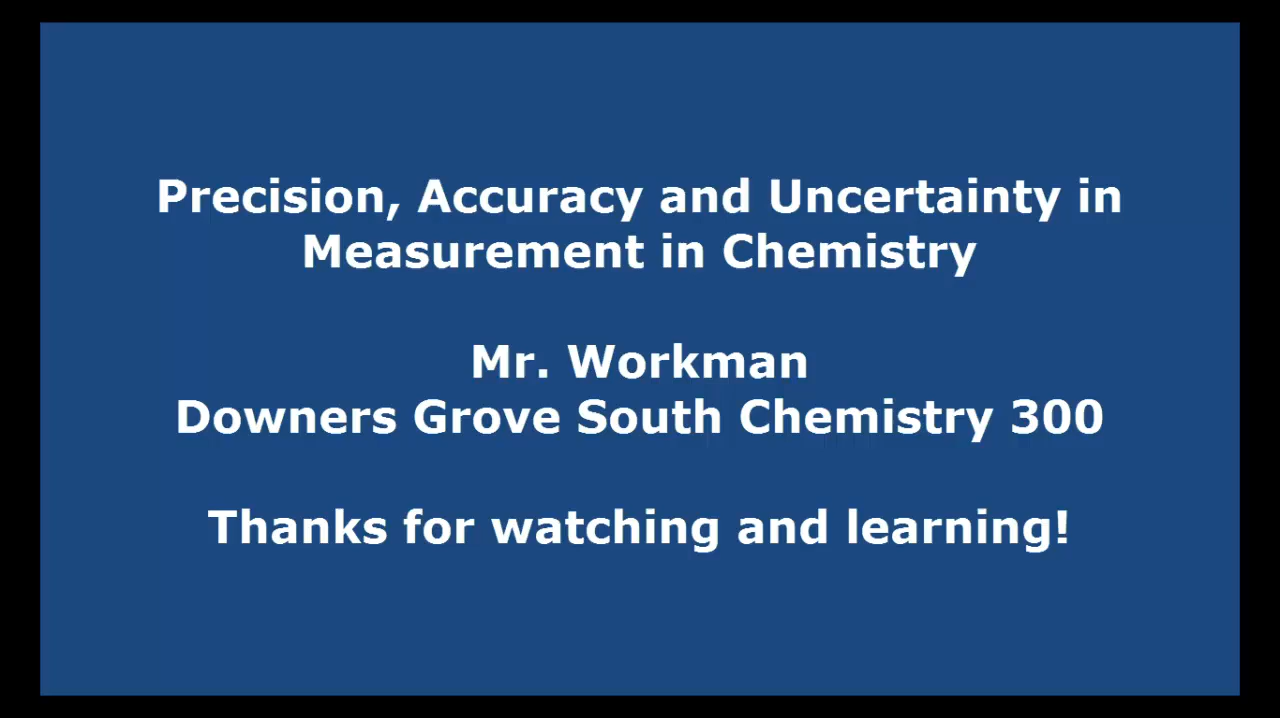 Precision, Accuracy and Uncertainty in
Measurement in Chemistry
Mr. Workman
Downers Grove South Chemistry 300
Thanks for watching and learning!